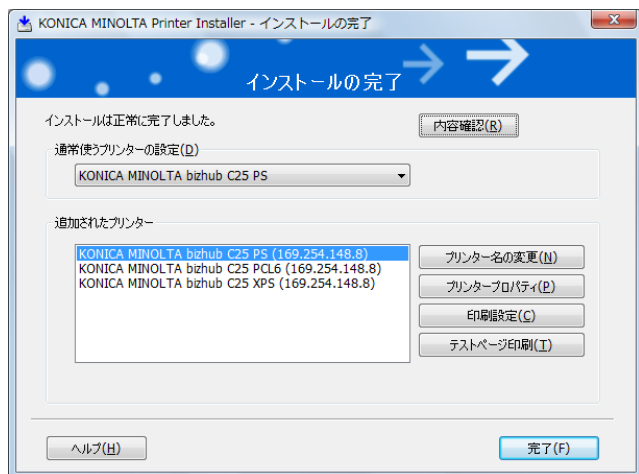 KONICA MINOLTA Printer Installer - インストールの完了
インストールの完了
インストールは正常に完了しました。
内容確認(R)
通常使うプリンターの設定(D)
KONICA MINOLTA bizhub C25 PS
追加されたプリンター
KONICA MINOLTA bizhub C25 PS (169.254.148.8)
KONICA MINOLTA bizhub C25 PCL6 (169.254.148.8)
KONICA MINOLTA bizhub C25 XPS (169.254.148.8)
プリンター名の変更(N)
プリンタープロパティ(P)
印刷設定(C)
テストページ印刷(T)
ヘルプ(H)
完了(F)